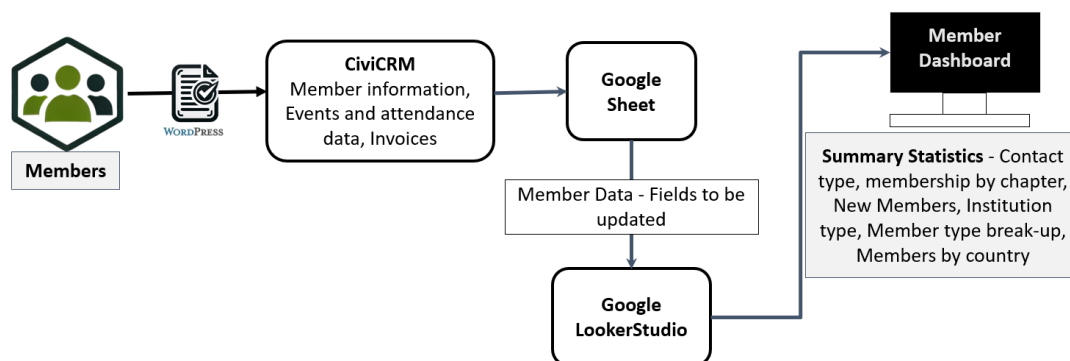 Members
WORDPRESS
CiviCRM
Member information,
Events and attendance
data, Invoices
Google
Sheet
Member Data - Fields to be
updated
Google
LookerStudio
Member
Dashboard
Summary Statistics - Contact
type, membership by chapter,
New Members, Institution
type, Member type break-up,
Members by country